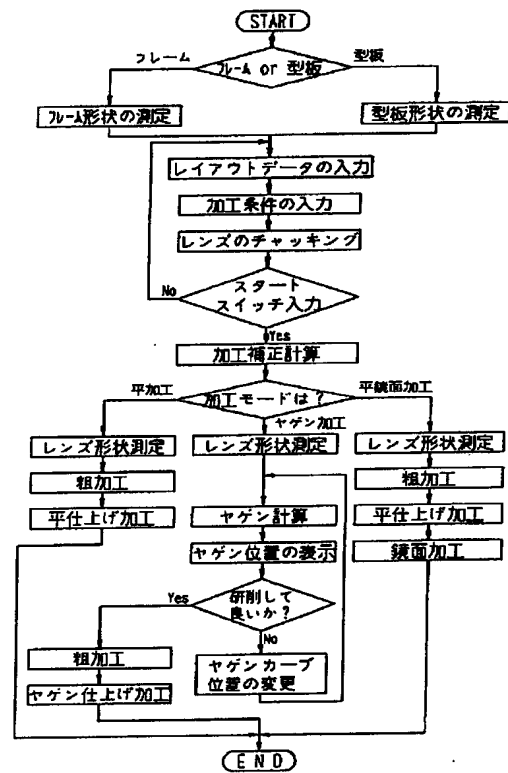 START
フレーム
型板
フレーム or 型板
フレーム形状の測定
型板形状の測定
レイアウトデータの入力
加工条件の入力
レンズのチャッキング
No
スタート
スイッチ入力
Yes
加工補正計算
平加工
加工モードは?
平鏡面加工
ヤゲン加工
レンズ形状測定
レンズ形状測定
レンズ形状測定
粗加工
粗加工
平仕上げ加工
ヤゲン計算
平仕上げ加工
ヤゲン位置の表示
鏡面加工
Yes
研削して
良いか?
No
粗加工
ヤゲンカーブ
位置の変更
ヤゲン仕上げ加工
END